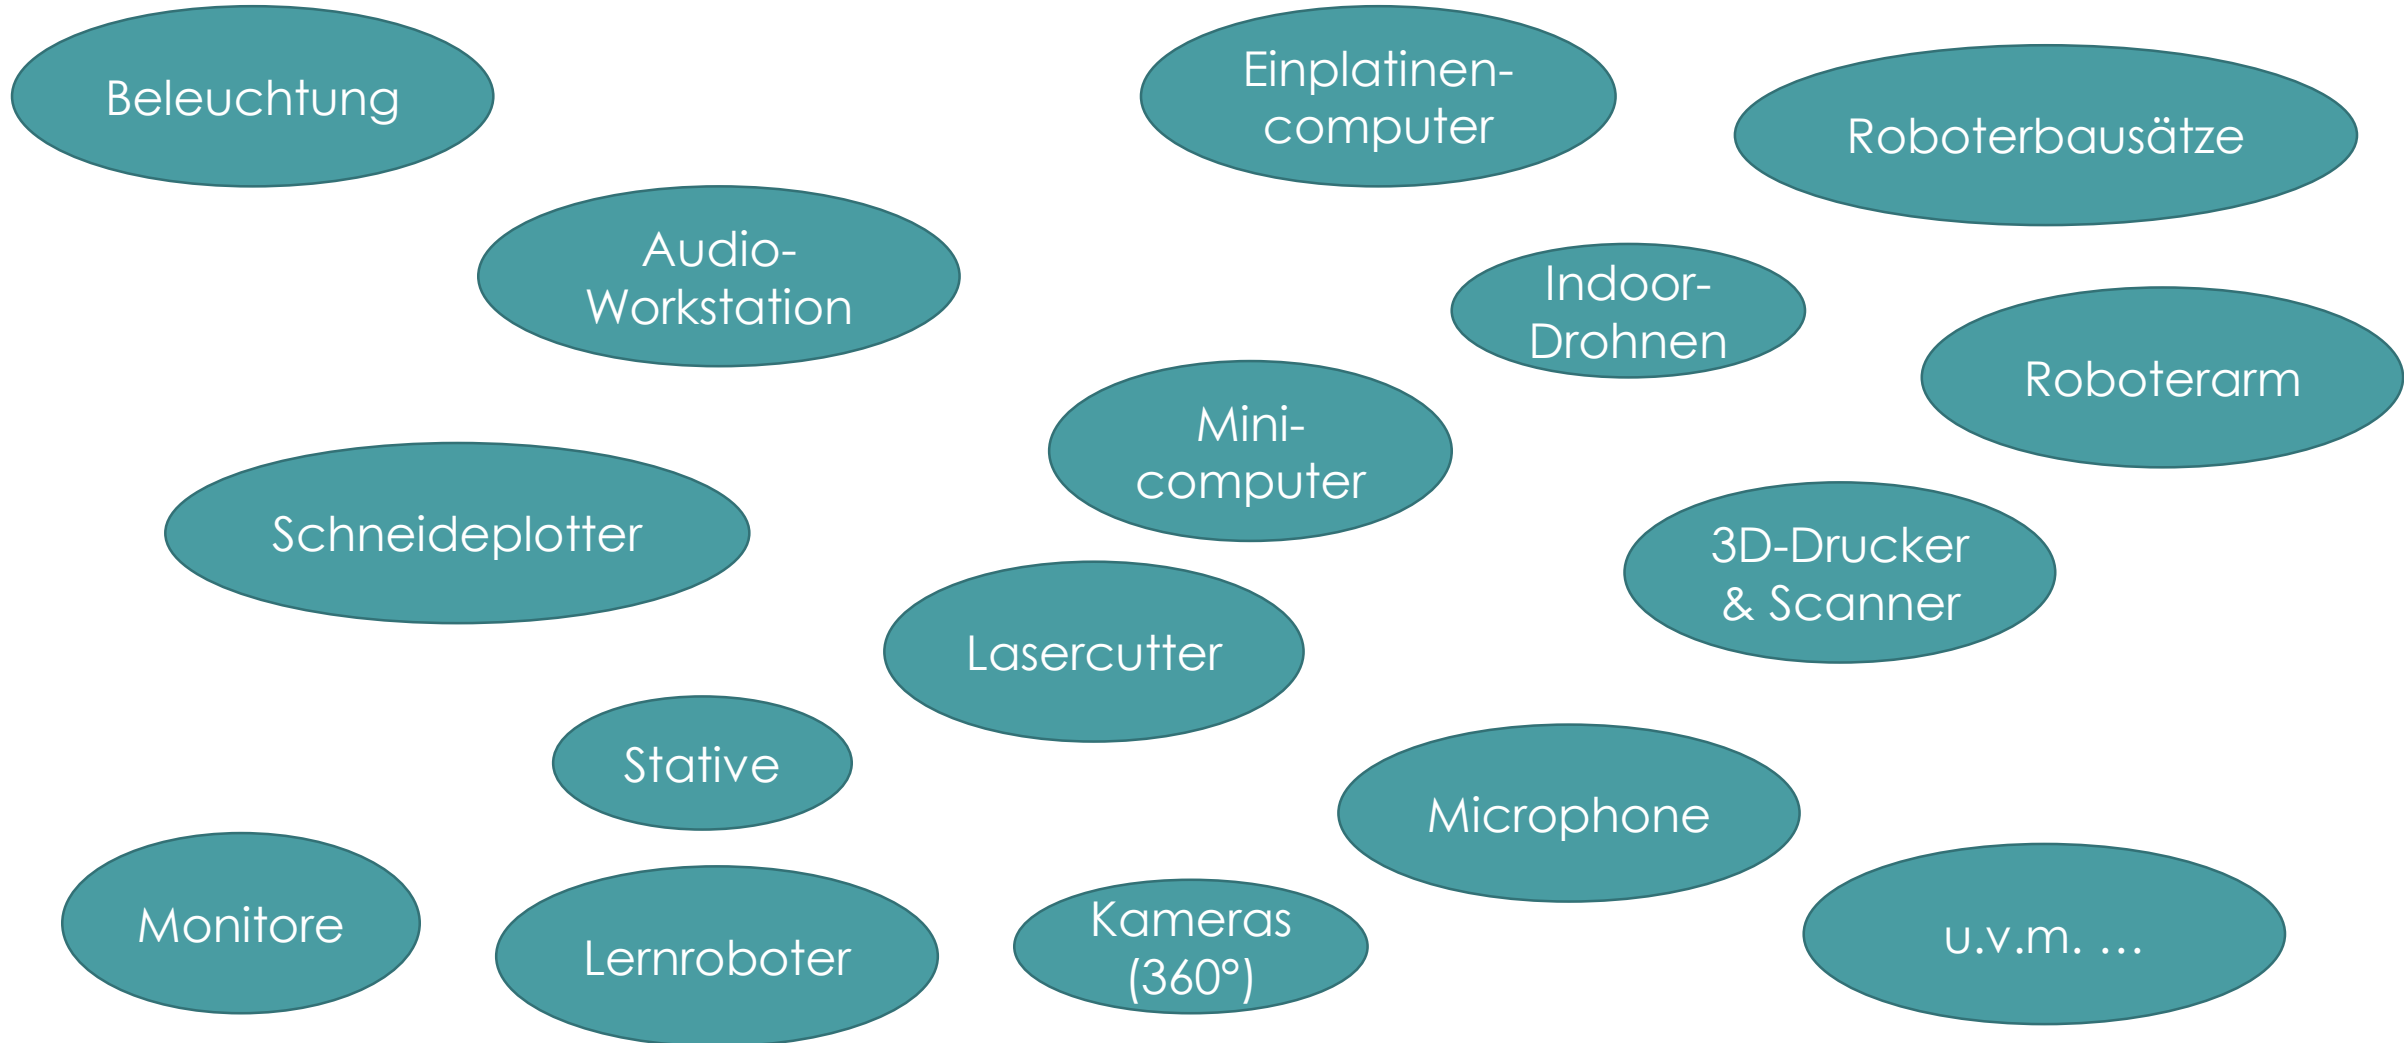 Beleuchtung
Einplatinen-
computer
Roboterbausätze
Audio-
Workstation
Indoor-
Drohnen
Roboterarm
Mini-
computer
Schneideplotter
3D-Drucker
& Scanner
Lasercutter
Stative
Microphone
Monitore
Lernroboter
Kameras
(360°)
u.v.m. ...